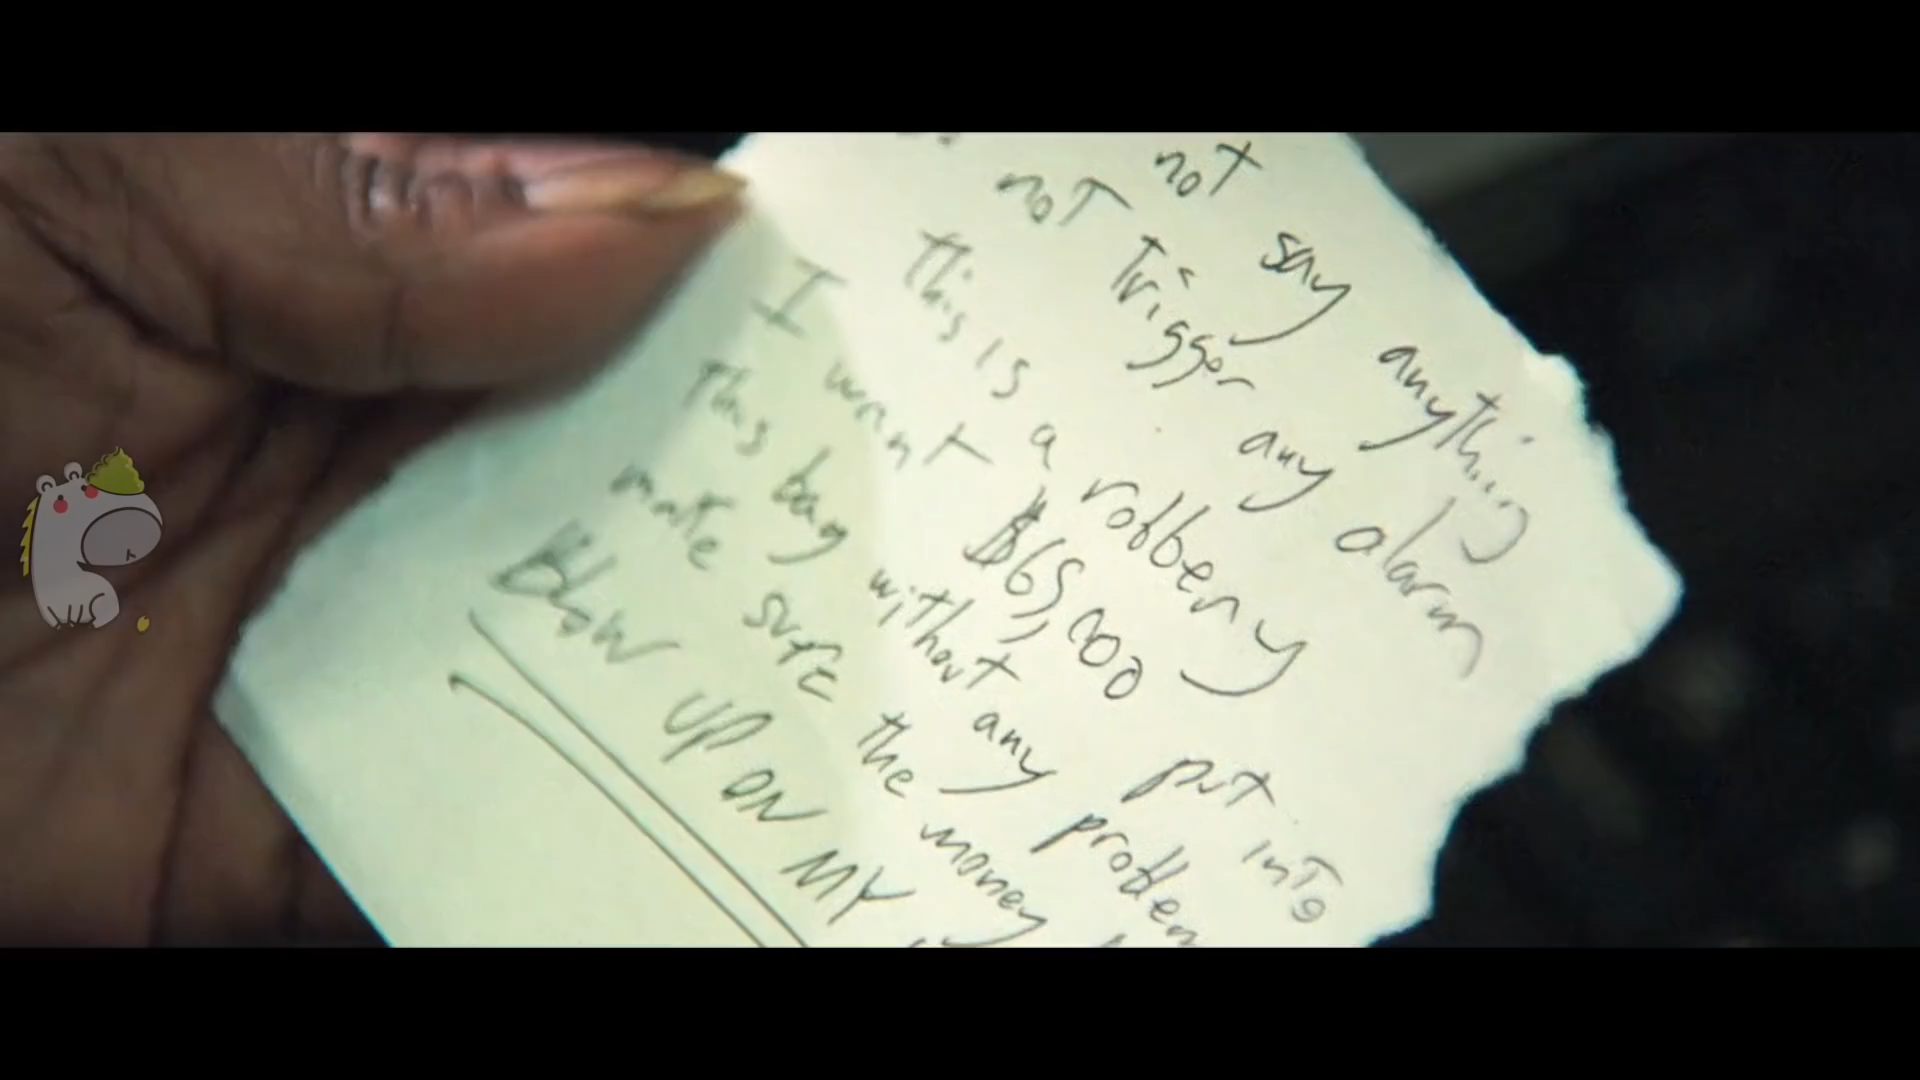 not say anything
not Trigger any alarm
This is a robbery
I want $65,000 put into
This bag without any problem
make sure the money
BLOW UP ON MY